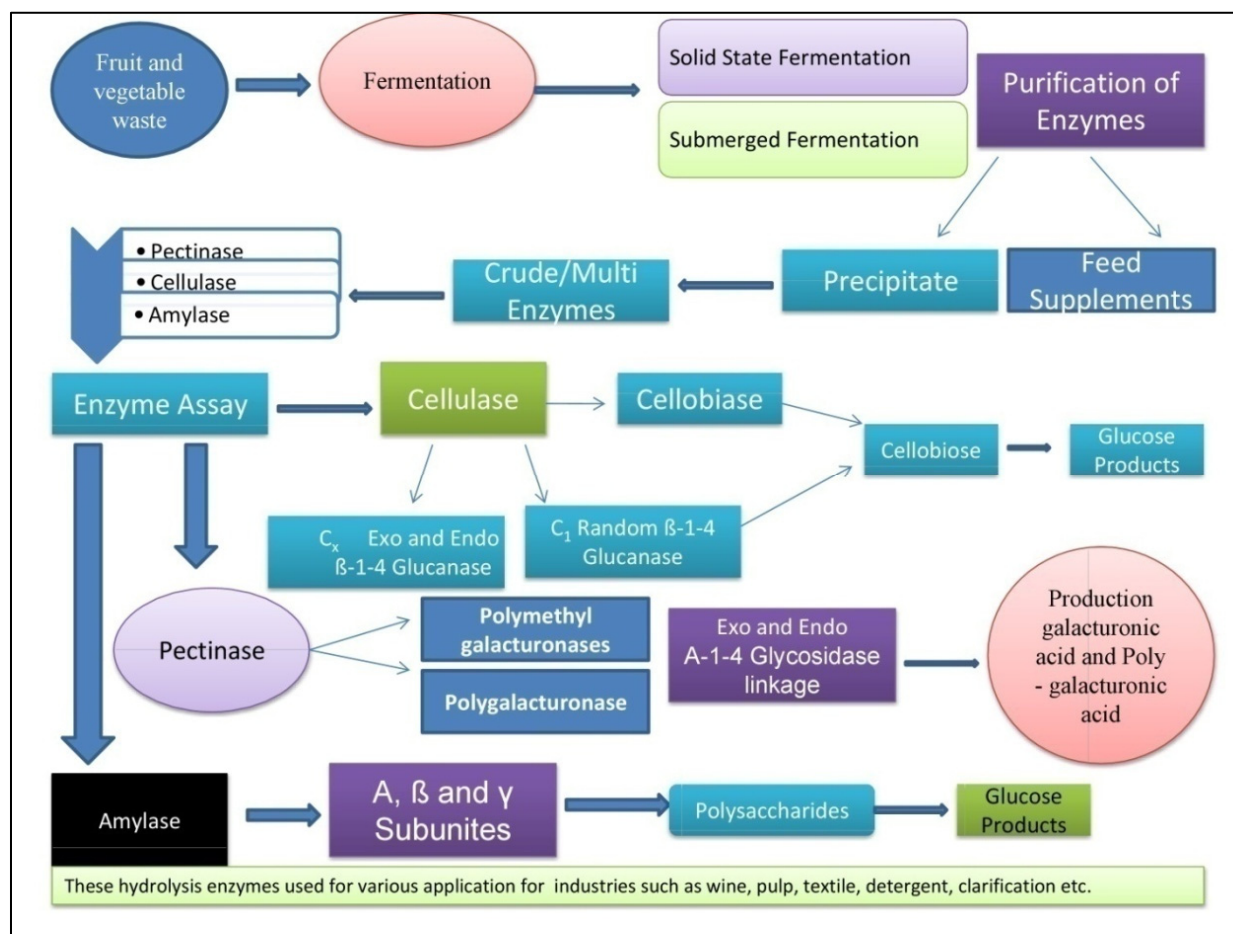 Fruit and
vegetable
waste
Fermentation
Solid State Fermentation
Submerged Fermentation
Purification of
Enzymes
• Pectinase
• Cellulase
• Amylase
Crude/Multi
Enzymes
Precipitate
Feed
Supplements
Enzyme Assay
Cellulase
Cellobiase
Cellobiose
Glucose
Products
Cx Exo and Endo
ß-1-4 Glucanase
C1 Random ß-1-4
Glucanase
Pectinase
Polymethyl
galacturonases
Polygalacturonase
Exo and Endo
A-1-4 Glycosidase
linkage
Production
galacturonic
acid and Poly
- galacturonic
acid
Amylase
A, ß and γ
Subunites
Polysaccharides
Glucose
Products
These hydrolysis enzymes used for various application for industries such as wine, pulp, textile, detergent, clarification etc.